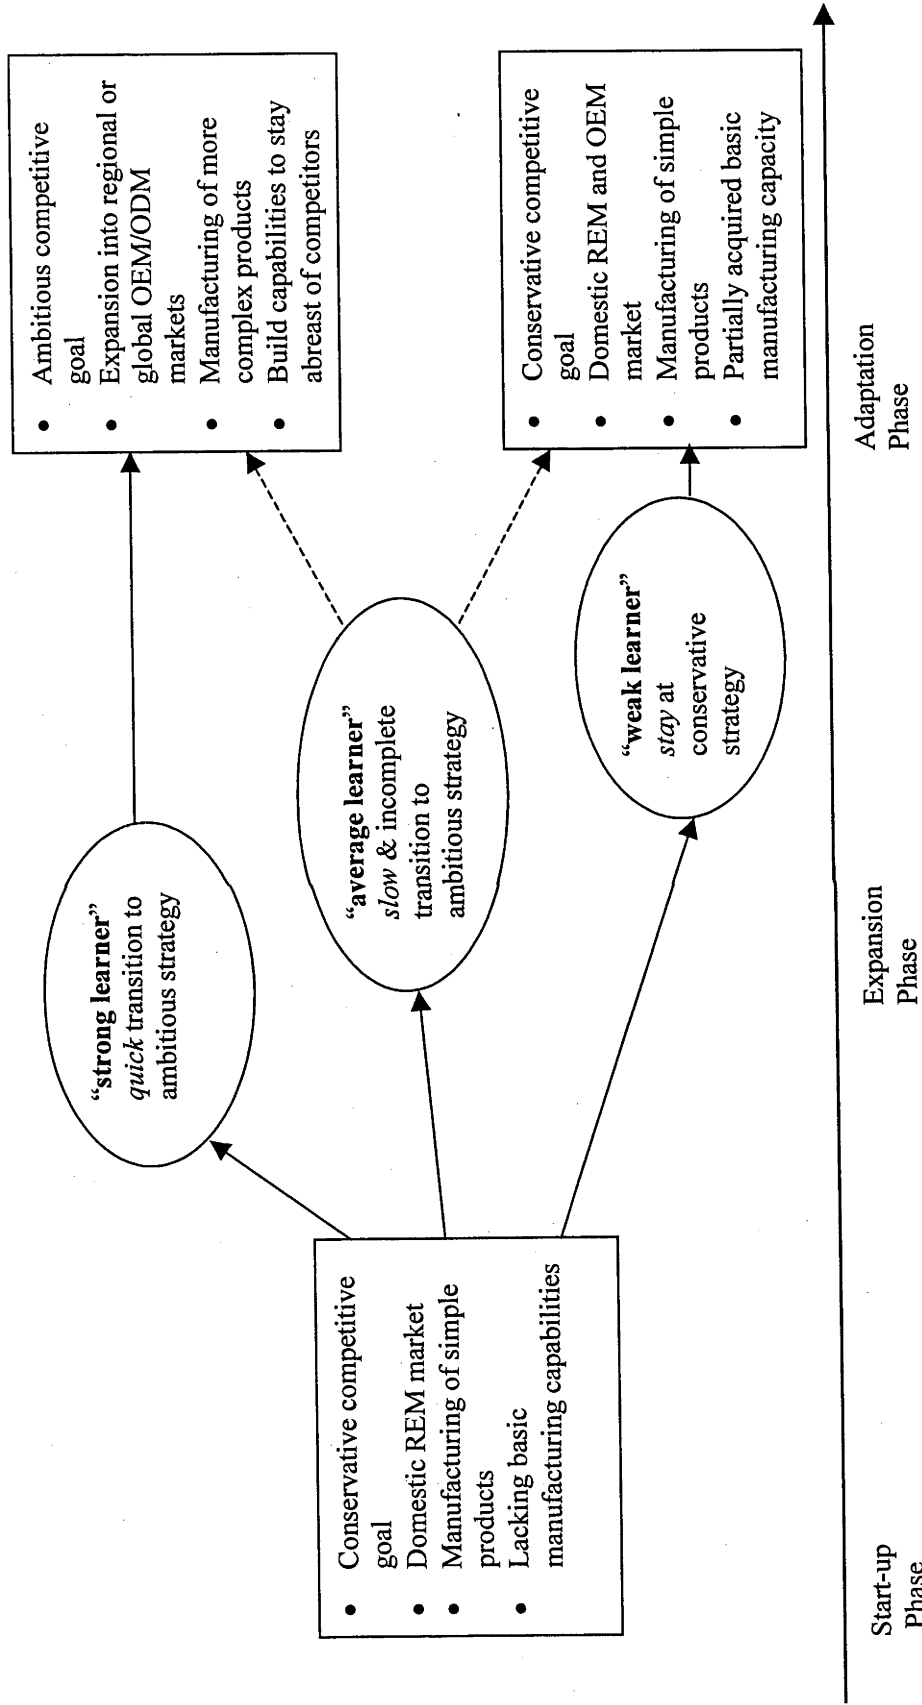 • Conservative competitive
goal
• Domestic REM market
• Manufacturing of simple
products
• Lacking basic
manufacturing capabilities
“strong learner”
quick transition to
ambitious strategy
“average learner”
slow & incomplete
transition to
ambitious strategy
“weak learner”
stay at
conservative
strategy
• Ambitious competitive
goal
• Expansion into regional or
global OEM/ODM
markets
• Manufacturing of more
complex products
• Build capabilities to stay
abreast of competitors
• Conservative competitive
goal
• Domestic REM and OEM
market
• Manufacturing of simple
products
• Partially acquired basic
manufacturing capacity
Start-up
Phase
Expansion
Phase
Adaptation
Phase